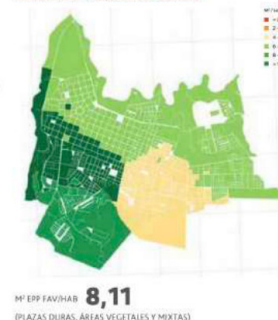 M² EPP FAV/HAB 8,11
(PLAZAS DURAS, ÁREAS VEGETALES Y MIXTAS)